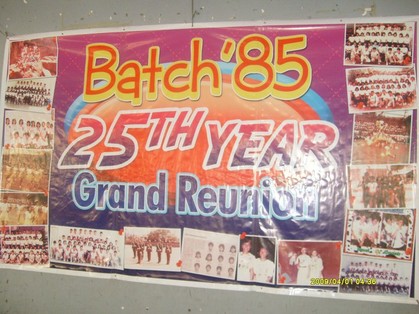 Batch '85
25TH YEAR
Grand Reunion
2009/04/01 04:36